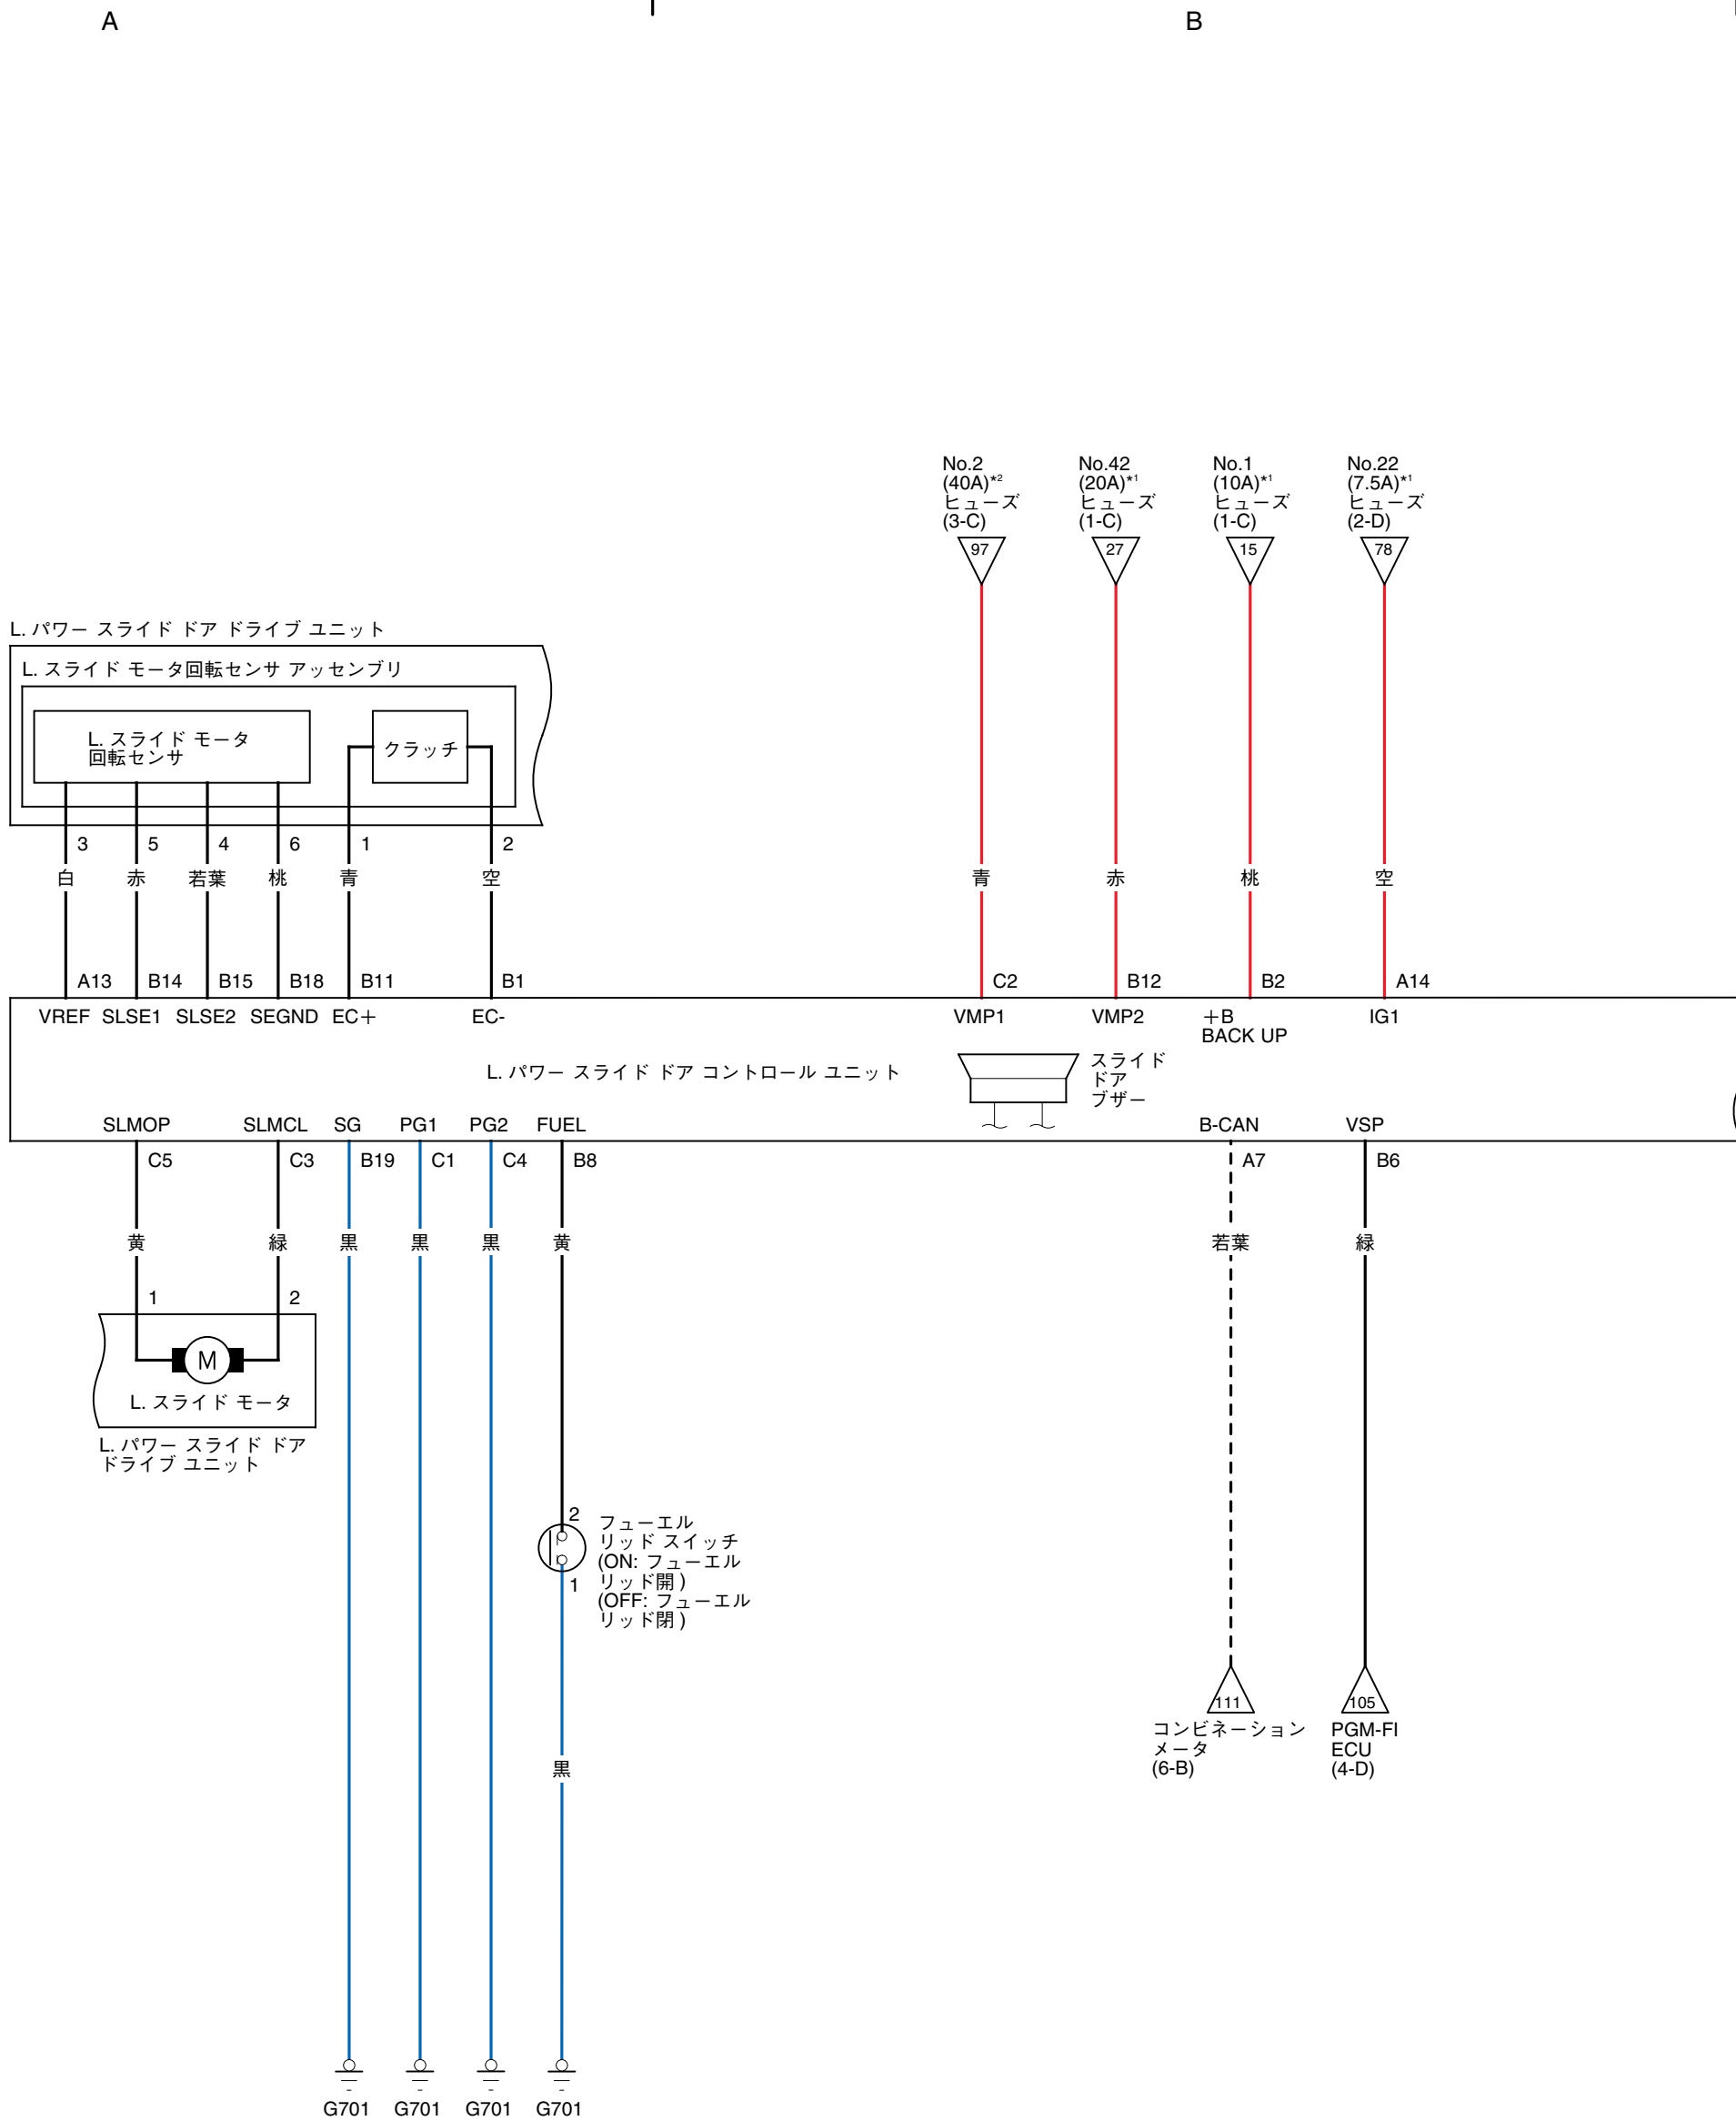 A
B
No.2
(40A)*2
ヒューズ
(3-C)
97
No.42
(20A)*1
ヒューズ
(1-C)
27
No.1
(10A)*1
ヒューズ
(1-C)
15
No.22
(7.5A)*1
ヒューズ
(2-D)
78
L. パワー スライド ドア ドライブ ユニット
L. スライド モータ回転センサ アッセンブリ
L. スライド モータ
回転センサ
クラッチ
3 5 4 6 1 2
白 赤 若葉 桃 青 空 青 赤 桃 空
A13 B14 B15 B18 B11 B1 C2 B12 B2 A14
VREF SLSE1 SLSE2 SEGND EC+ EC- VMP1 VMP2 +B IG1
BACK UP
L. パワー スライド ドア コントロール ユニット
スライド
ドア
ブザー
SLMOP SLMCL SG PG1 PG2 FUEL B-CAN VSP
C5 C3 B19 C1 C4 B8 A7 B6
黄 緑 黒 黒 黒 黄 若葉 緑
1 2
M
L. スライド モータ
L. パワー スライド ドア
ドライブ ユニット
2
フューエル
リッド スイッチ
(ON: フューエル
リッド開)
(OFF: フューエル
リッド閉)
1
111
コンビネーション
メータ
(6-B)
105
PGM-FI
ECU
(4-D)
黒
G701 G701 G701 G701